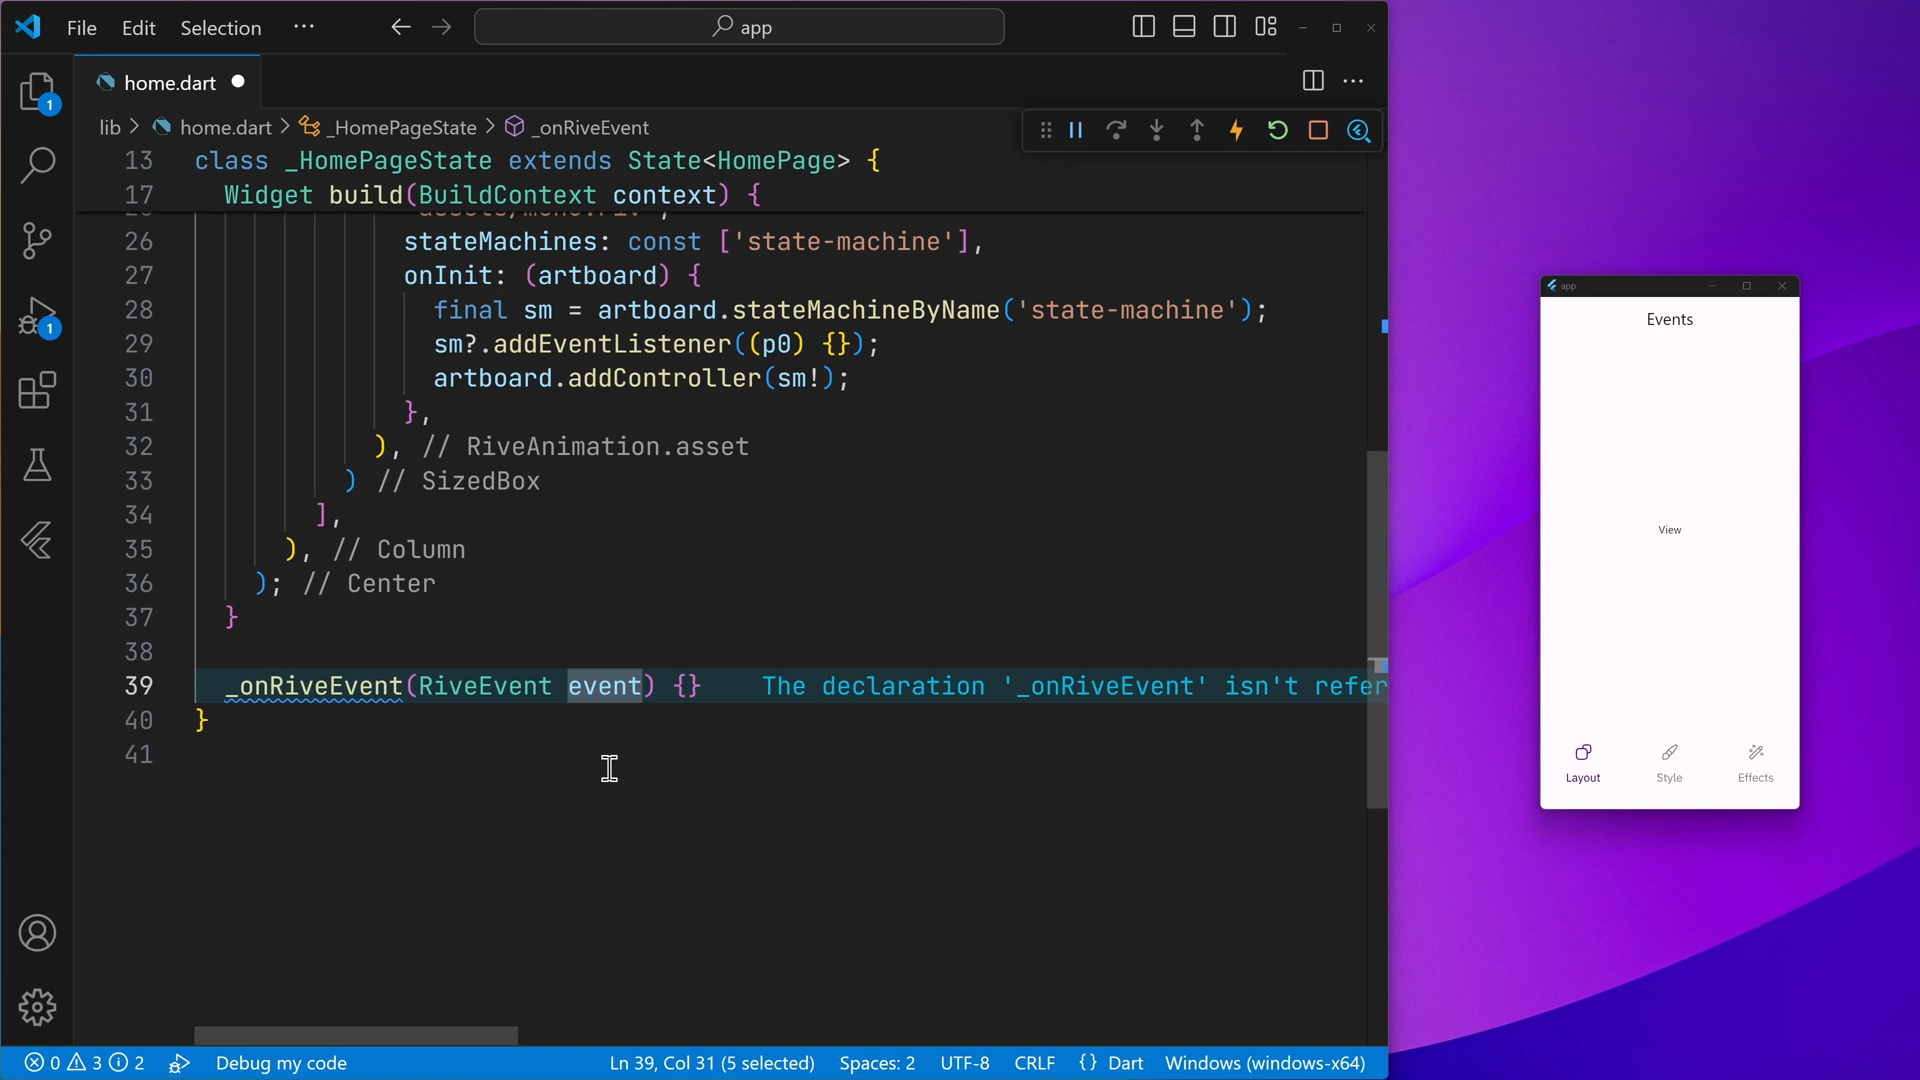 File Edit Selection ··· app
home.dart
lib > home.dart > _HomePageState > _onRiveEvent
13 class _HomePageState extends State<HomePage> {
17 Widget build(BuildContext context) {
26 stateMachines: const ['state-machine'],
27 onInit: (artboard) {
28 final sm = artboard.stateMachineByName('state-machine');
29 sm?.addEventListener((p0) {});
30 artboard.addController(sm!);
31 },
32 ), // RiveAnimation.asset
33 ) // SizedBox
34 ],
35 ), // Column
36 ); // Center
37 }
38
39 _onRiveEvent(RiveEvent event) {} The declaration '_onRiveEvent' isn't refer
40 }
41
1
1
0 3 2 Debug my code Ln 39, Col 31 (5 selected) Spaces: 2 UTF-8 CRLF {} Dart Windows (windows-x64)
app
Events
View
Layout Style Effects